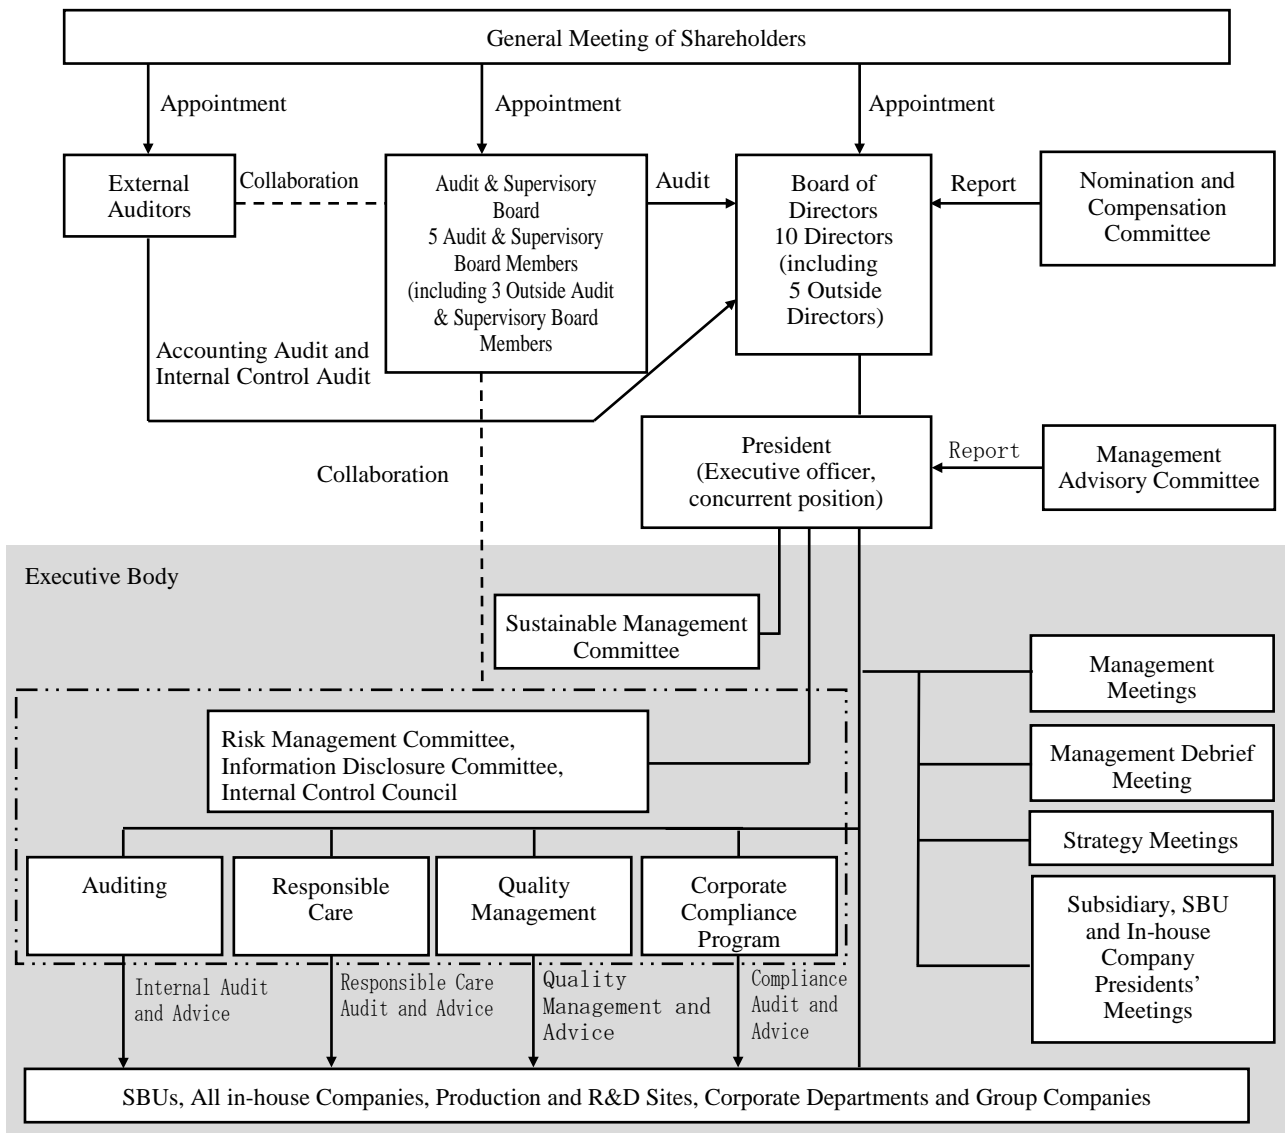 General Meeting of Shareholders
Appointment
Appointment
Appointment
External
Auditors
Collaboration
Audit & Supervisory
Board
5 Audit & Supervisory
Board Members
(including 3 Outside Audit
& Supervisory Board
Members
Audit
Board of
Directors
10 Directors
(including
5 Outside
Directors)
Report
Nomination and
Compensation
Committee
Accounting Audit and
Internal Control Audit
Collaboration
President
(Executive officer,
concurrent position)
Report
Management
Advisory Committee
Executive Body
Sustainable Management
Committee
Management
Meetings
Risk Management Committee,
Information Disclosure Committee,
Internal Control Council
Management Debrief
Meeting
Strategy Meetings
Auditing
Responsible
Care
Quality
Management
Corporate
Compliance
Program
Subsidiary, SBU
and In-house
Company
Presidents’
Meetings
Internal Audit
and Advice
Responsible Care
Audit and Advice
Quality
Management and
Advice
Compliance
Audit and
Advice
SBUs, All in-house Companies, Production and R&D Sites, Corporate Departments and Group Companies